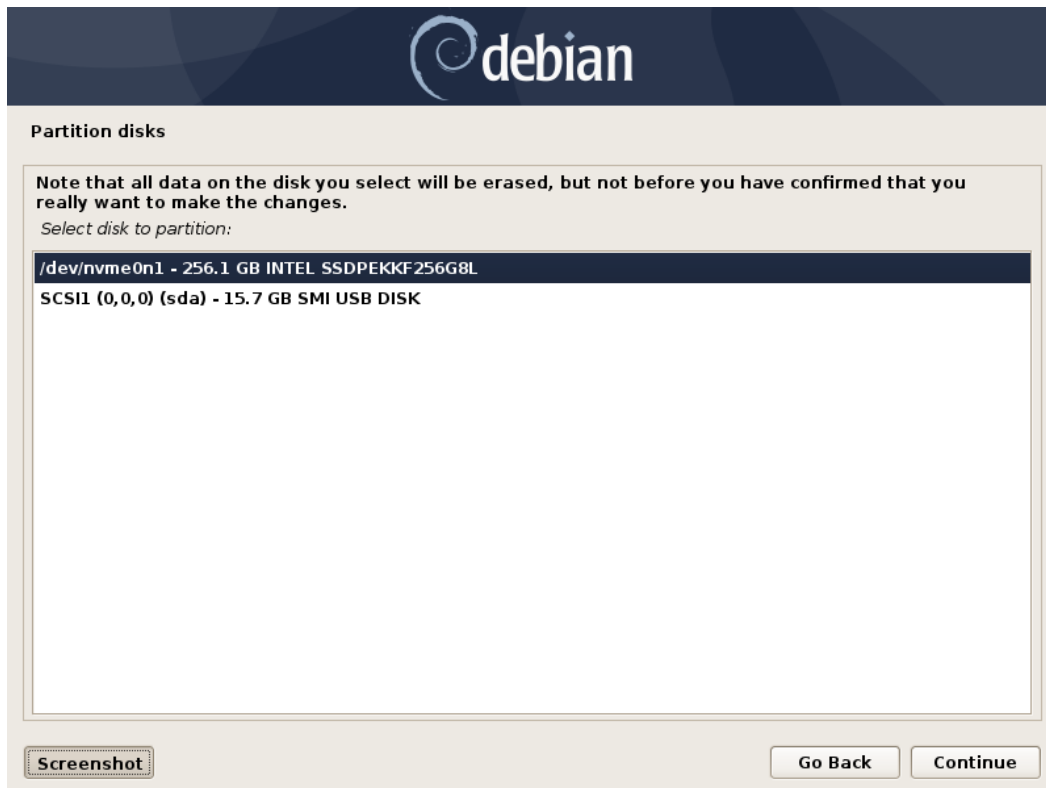 debian
Partition disks
Note that all data on the disk you select will be erased, but not before you have confirmed that you
really want to make the changes.
Select disk to partition:
/dev/nvme0n1 - 256.1 GB INTEL SSDPEKKF256G8L
SCSI1 (0,0,0) (sda) - 15.7 GB SMI USB DISK
Screenshot
Go Back
Continue